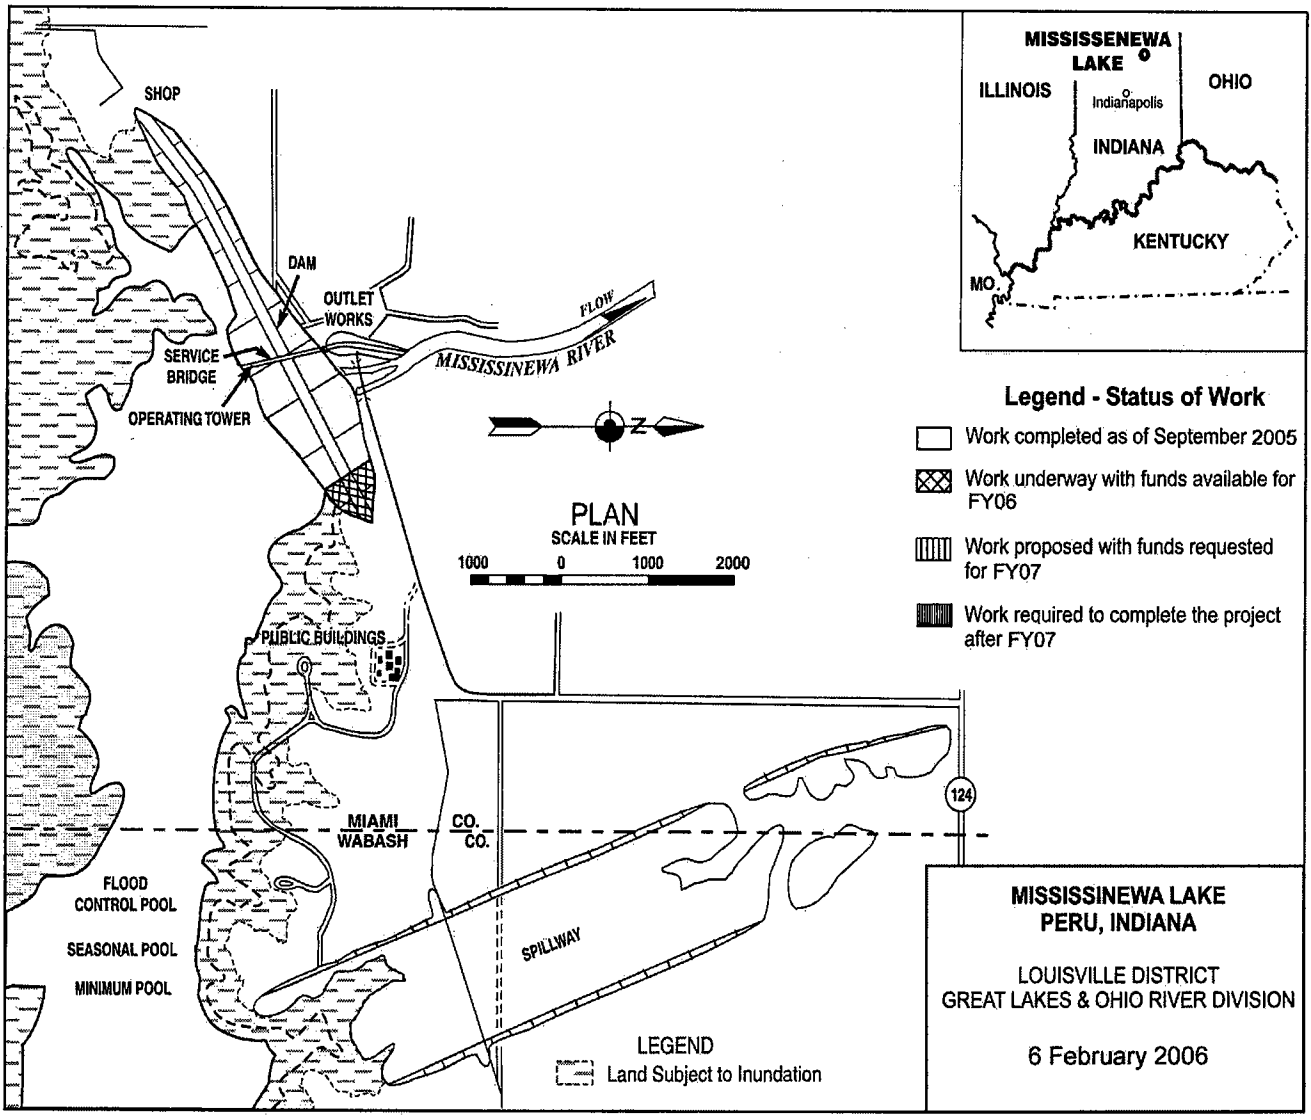 SHOP
DAM
OUTLET
WORKS
SERVICE
BRIDGE
OPERATING TOWER
FLOW
MISSISSINEWA RIVER
N
PLAN
SCALE IN FEET
1000 0 1000 2000
PUBLIC BUILDINGS
MIAMI CO.
WABASH CO.
124
FLOOD
CONTROL POOL
SEASONAL POOL
MINIMUM POOL
SPILLWAY
LEGEND
Land Subject to Inundation
MISSISSENEWA
LAKE
ILLINOIS
OHIO
Indianapolis
INDIANA
KENTUCKY
MO.
Legend - Status of Work
Work completed as of September 2005
Work underway with funds available for
FY06
Work proposed with funds requested
for FY07
Work required to complete the project
after FY07
MISSISSINEWA LAKE
PERU, INDIANA
LOUISVILLE DISTRICT
GREAT LAKES & OHIO RIVER DIVISION
6 February 2006